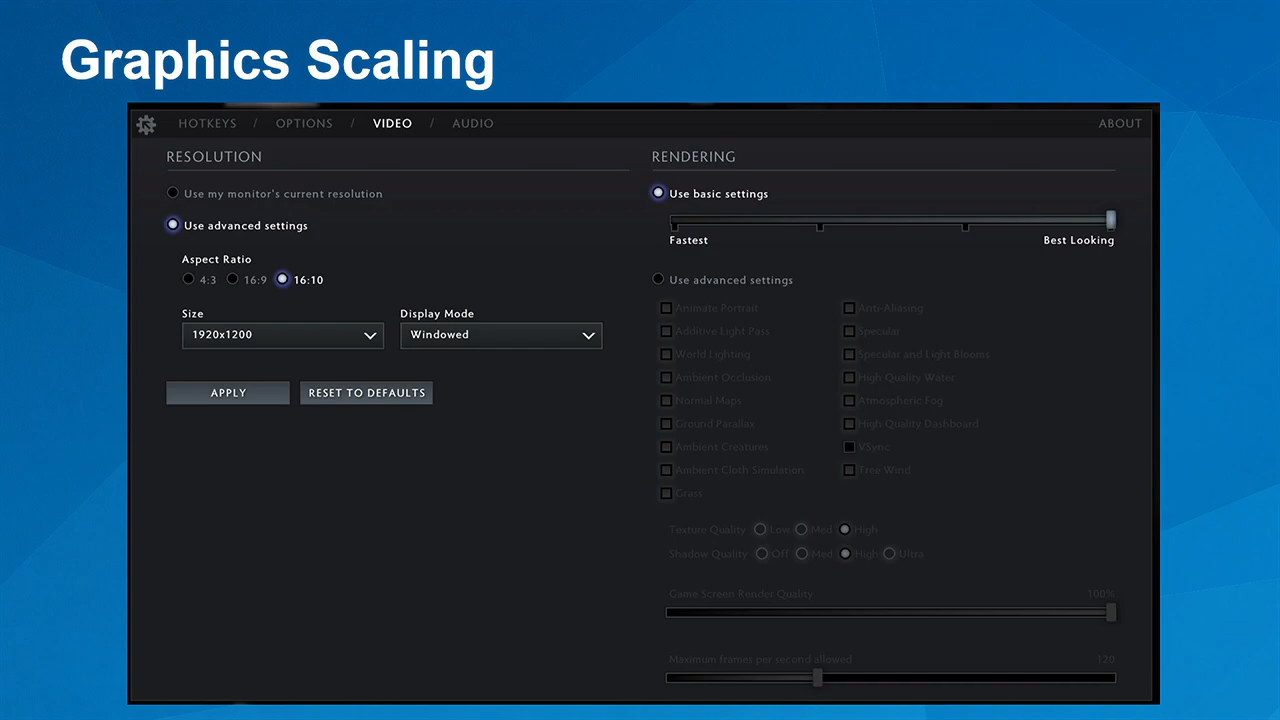 Graphics Scaling
HOTKEYS / OPTIONS / VIDEO / AUDIO
ABOUT
RESOLUTION
Use my monitor's current resolution
Use advanced settings
Aspect Ratio
4:3 16:9 16:10
Size
1920x1200
Display Mode
Windowed
APPLY
RESET TO DEFAULTS
RENDERING
Use basic settings
Fastest
Best Looking
Use advanced settings
Animate Portrait
Additive Light Pass
World Lighting
Ambient Occlusion
Normal Maps
Ground Parallax
Ambient Creatures
Ambient Cloth Simulation
Grass
Anti-Aliasing
Specular
Specular and Light Blooms
High Quality Water
Atmospheric Fog
High Quality Dashboard
VSync
Tree Wind
Texture Quality Low Med High
Shadow Quality Off Med High Ultra
Game Screen Render Quality 100%
Maximum frames per second allowed 120